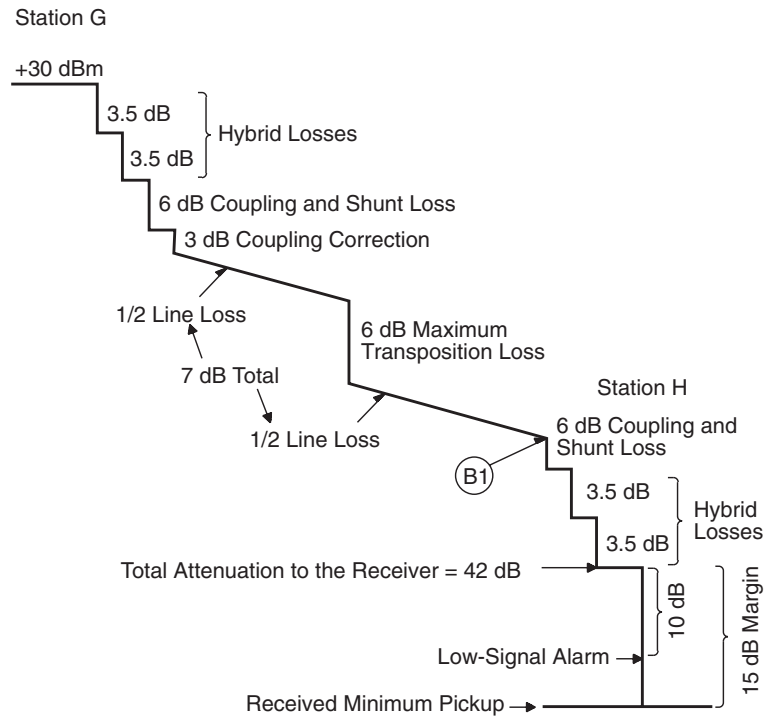 Station G
+30 dBm
3.5 dB
Hybrid Losses
3.5 dB
6 dB Coupling and Shunt Loss
3 dB Coupling Correction
1/2 Line Loss
6 dB Maximum
Transposition Loss
7 dB Total
Station H
1/2 Line Loss
6 dB Coupling and
Shunt Loss
B1
3.5 dB
Hybrid
Losses
3.5 dB
Total Attenuation to the Receiver = 42 dB
10 dB
15 dB Margin
Low-Signal Alarm
Received Minimum Pickup